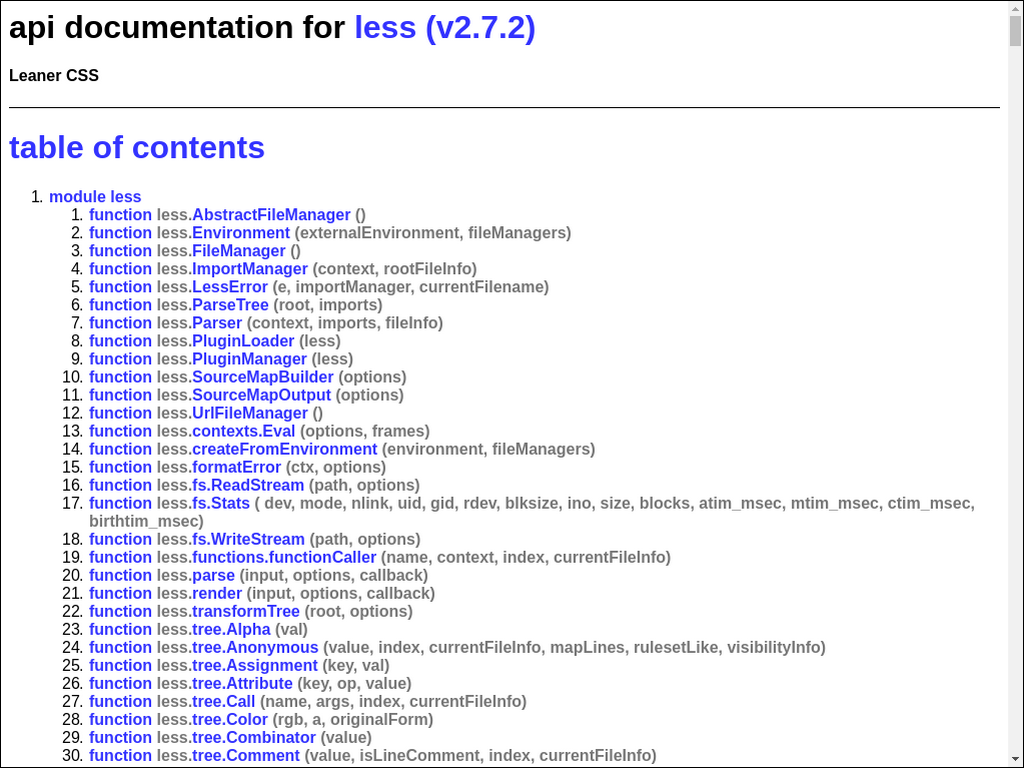 api documentation for less (v2.7.2)
Leaner CSS
table of contents
1. module less
1. function less.AbstractFileManager ()
2. function less.Environment (externalEnvironment, fileManagers)
3. function less.FileManager ()
4. function less.ImportManager (context, rootFileInfo)
5. function less.LessError (e, importManager, currentFilename)
6. function less.ParseTree (root, imports)
7. function less.Parser (context, imports, fileInfo)
8. function less.PluginLoader (less)
9. function less.PluginManager (less)
10. function less.SourceMapBuilder (options)
11. function less.SourceMapOutput (options)
12. function less.UrlFileManager ()
13. function less.contexts.Eval (options, frames)
14. function less.createFromEnvironment (environment, fileManagers)
15. function less.formatError (ctx, options)
16. function less.fs.ReadStream (path, options)
17. function less.fs.Stats ( dev, mode, nlink, uid, gid, rdev, blksize, ino, size, blocks, atim_msec, mtim_msec, ctim_msec,
birthtim_msec)
18. function less.fs.WriteStream (path, options)
19. function less.functions.functionCaller (name, context, index, currentFileInfo)
20. function less.parse (input, options, callback)
21. function less.render (input, options, callback)
22. function less.transformTree (root, options)
23. function less.tree.Alpha (val)
24. function less.tree.Anonymous (value, index, currentFileInfo, mapLines, rulesetLike, visibilityInfo)
25. function less.tree.Assignment (key, val)
26. function less.tree.Attribute (key, op, value)
27. function less.tree.Call (name, args, index, currentFileInfo)
28. function less.tree.Color (rgb, a, originalForm)
29. function less.tree.Combinator (value)
30. function less.tree.Comment (value, isLineComment, index, currentFileInfo)